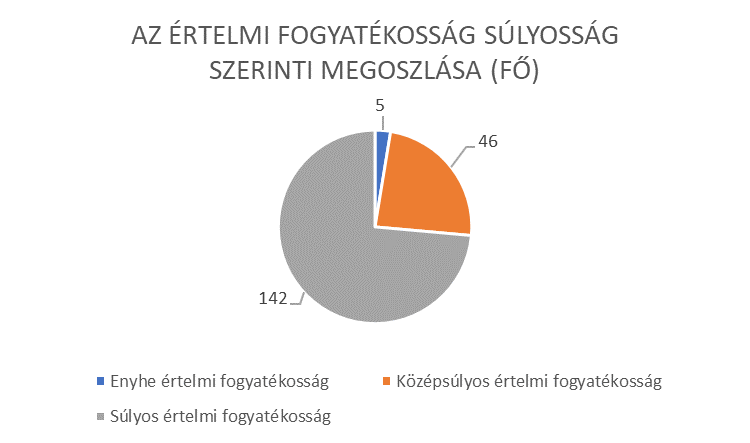 AZ ÉRTELMI FOGYATÉKOSSÁG SÚLYOSSÁG
SZERINTI MEGOSZLÁSA (FŐ)
5
46
142
Enyhe értelmi fogyatékosság
Középsúlyos értelmi fogyatékosság
Súlyos értelmi fogyatékosság